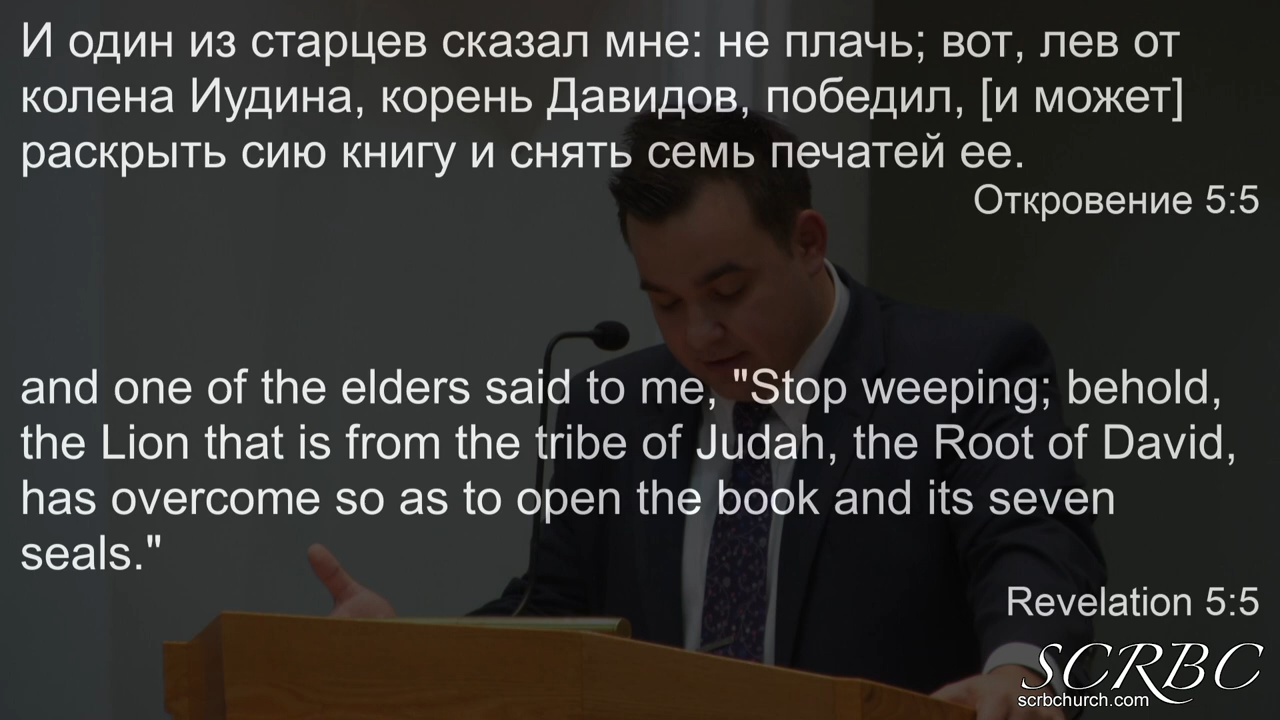 И один из старцев сказал мне: не плачь; вот, лев от
колена Иудина, корень Давидов, победил, [и может]
раскрыть сию книгу и снять семь печатей ее.
Откровение 5:5
and one of the elders said to me, "Stop weeping; behold,
the Lion that is from the tribe of Judah, the Root of David,
has overcome so as to open the book and its seven
seals."
Revelation 5:5
SCRBC
scrbchurch.com